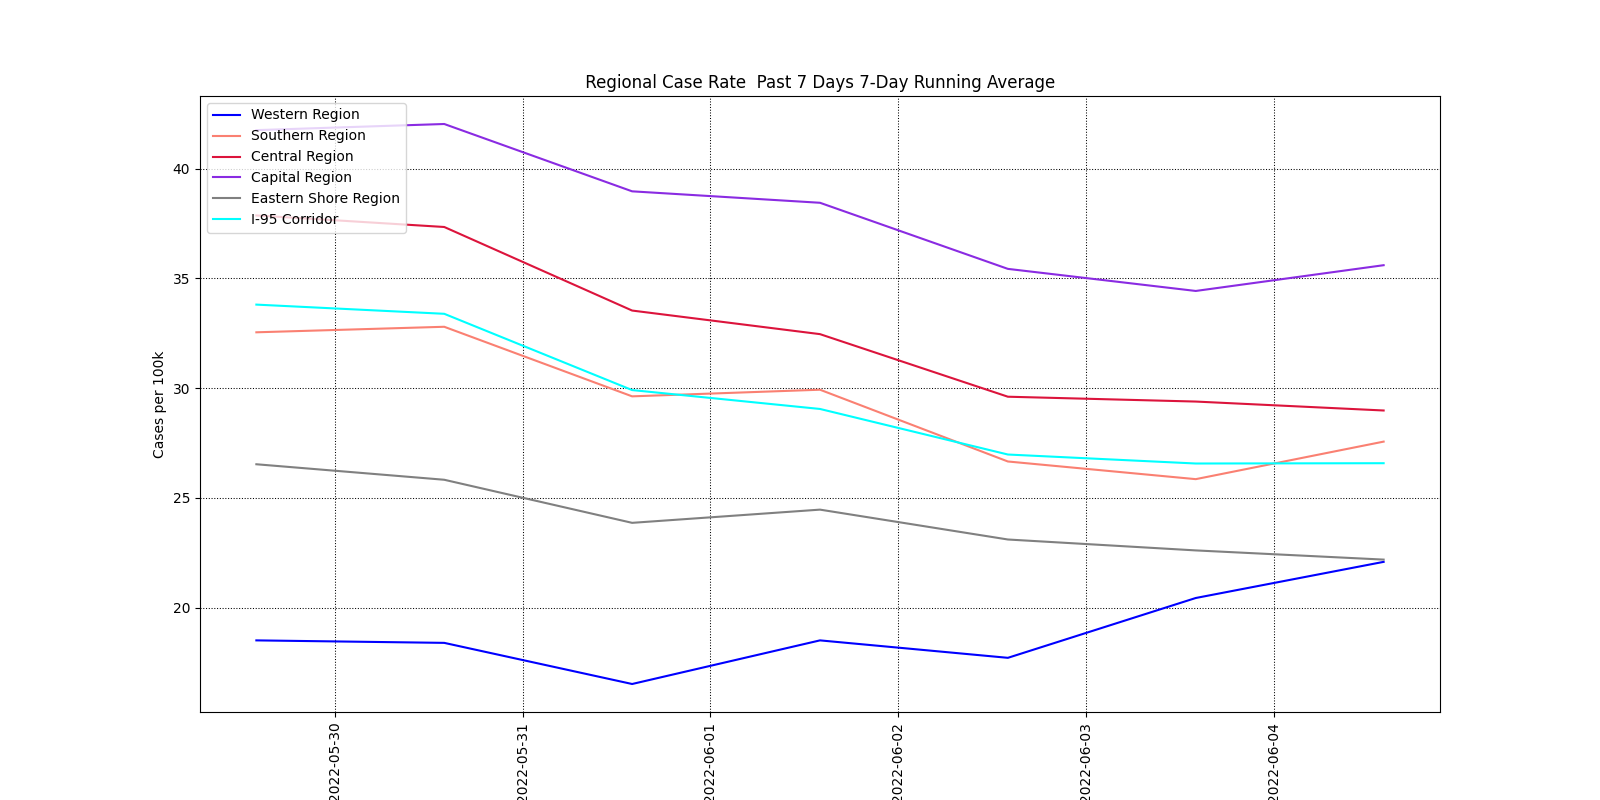 Regional Case Rate  Past 7 Days 7-Day Running Average
Western Region
Southern Region
Central Region
Capital Region
Eastern Shore Region
I-95 Corridor
Cases per 100k
40
35
30
25
20
2022-05-30
2022-05-31
2022-06-01
2022-06-02
2022-06-03
2022-06-04